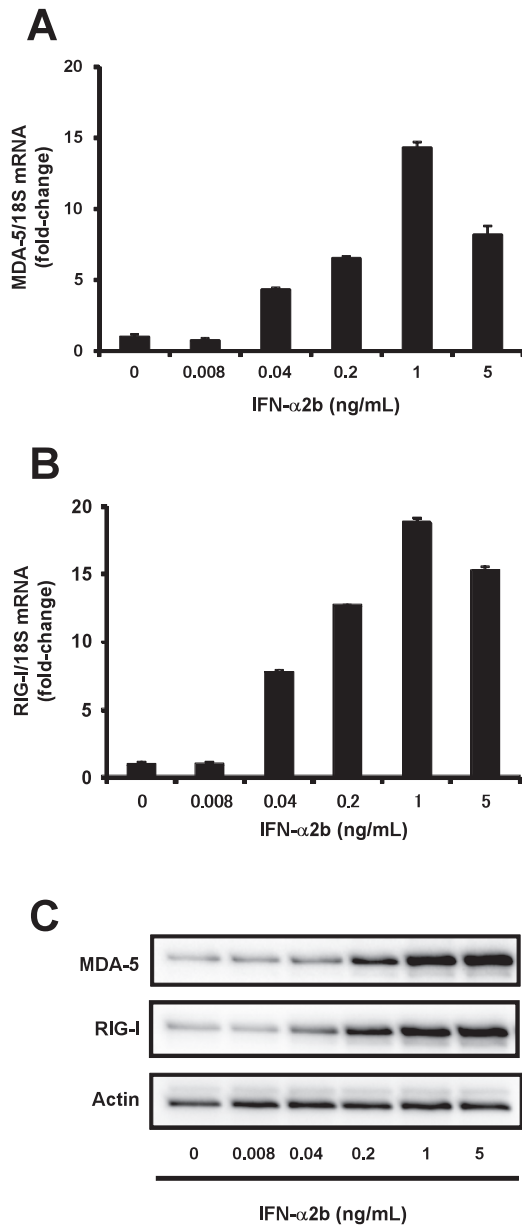 A
MDA-5/18S mRNA
(fold-change)
20
15
10
5
0
0 0.008 0.04 0.2 1 5
IFN-α2b (ng/mL)
B
RIG-I/18S mRNA
(fold-change)
20
15
10
5
0
0 0.008 0.04 0.2 1 5
IFN-α2b (ng/mL)
C
MDA-5
RIG-I
Actin
0 0.008 0.04 0.2 1 5
IFN-α2b (ng/mL)